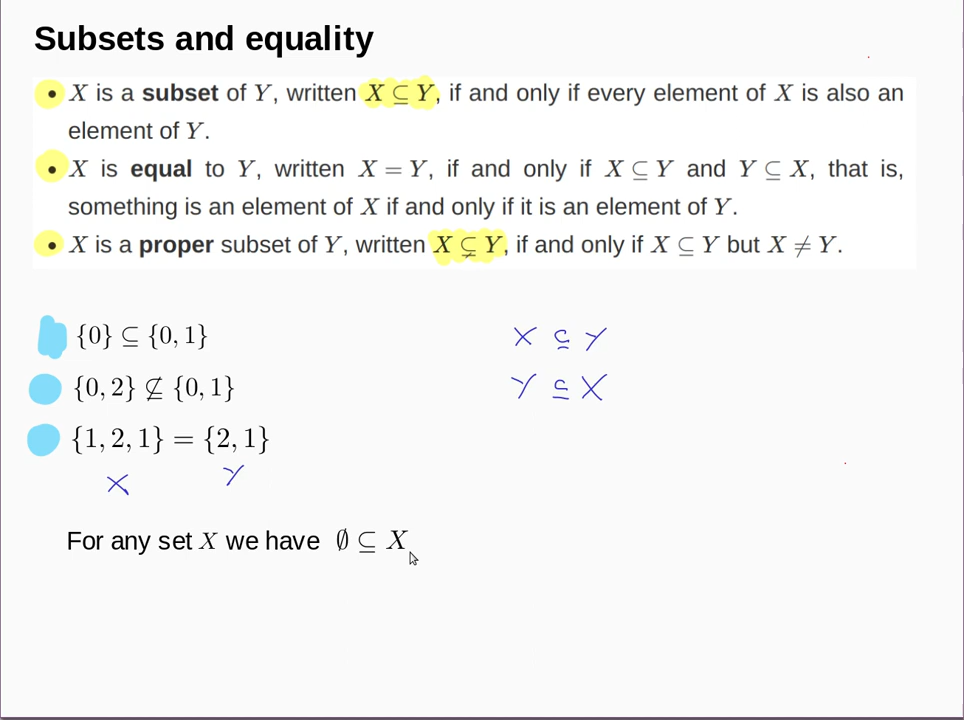 Subsets and equality
• X is a subset of Y, written X ⊆ Y, if and only if every element of X is also an
element of Y.
• X is equal to Y, written X = Y, if and only if X ⊆ Y and Y ⊆ X, that is,
something is an element of X if and only if it is an element of Y.
• X is a proper subset of Y, written X ⊊ Y, if and only if X ⊆ Y but X ≠ Y.
{0} ⊆ {0, 1}
X ⊆ Y
{0, 2} ⊈ {0, 1}
Y ⊆ X
{1, 2, 1} = {2, 1}
X Y
For any set X we have ∅ ⊆ X